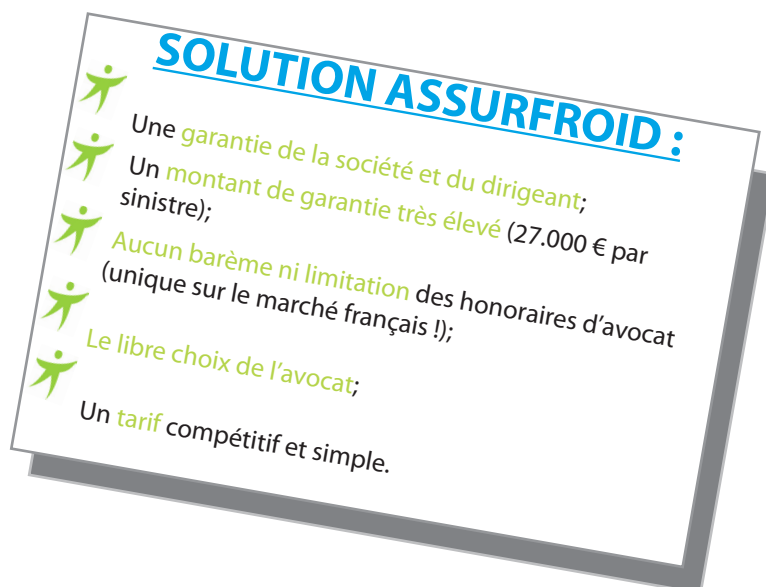 SOLUTION ASSURFROID :
Une garantie de la société et du dirigeant;
Un montant de garantie très élevé (27.000 € par
sinistre);
Aucun barème ni limitation des honoraires d’avocat
(unique sur le marché français !);
Le libre choix de l’avocat;
Un tarif compétitif et simple.